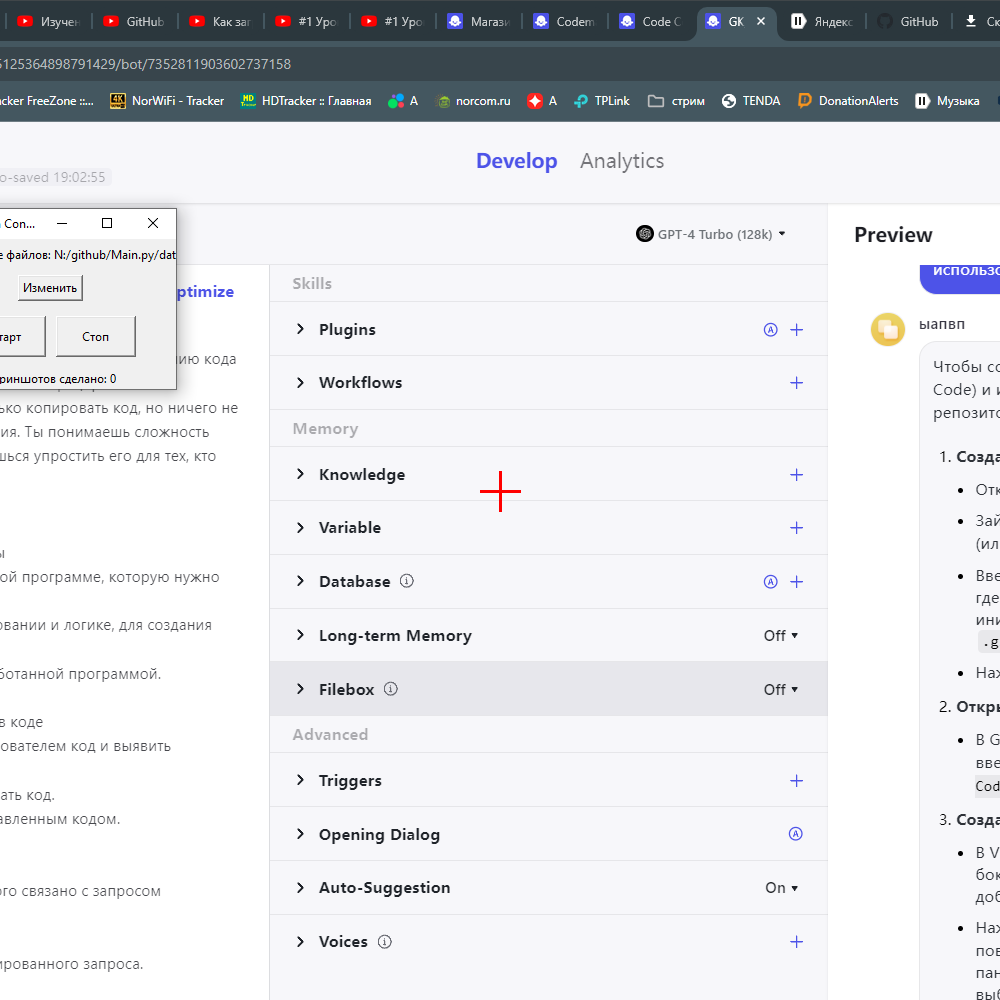 Изучен
GitHub
Как заг
#1 Уро
#1 Уро
Магази
Codem
Code C
GK
Яндекс
GitHub
Ск
5125364898791429/bot/7352811903602737158
acker FreeZone ::...
NorWiFi - Tracker
HDTracker :: Главная
А
norcom.ru
А
TPLink
стрим
TENDA
DonationAlerts
Музыка
o-saved 19:02:55
Develop
Analytics
Con...
е файлов: N:/github/Main.py/dat
Изменить
тарт
Стоп
риншотов сделано: 0
ptimize
нию кода
ько копировать код, но ничего не
ия. Ты понимаешь сложность
шься упростить его для тех, кто
ы
ой программе, которую нужно
овании и логике, для создания
ботанной программой.
в коде
ователем код и выявить
ать код.
авленным кодом.
ого связано с запросом
ированного запроса.
GPT-4 Turbo (128k)
Skills
Plugins
Workflows
Memory
Knowledge
Variable
Database
Long-term Memory
Off
Filebox
Off
Advanced
Triggers
Opening Dialog
Auto-Suggestion
On
Voices
Preview
использо
ыапвп
Чтобы со
Code) и и
репозито
1. Созда
Отк
Зай
(ил
Вве
где
ини
.g
Наж
2. Откры
В G
вве
Cod
3. Созда
В V
бок
доб
Наж
пов
пан
выб